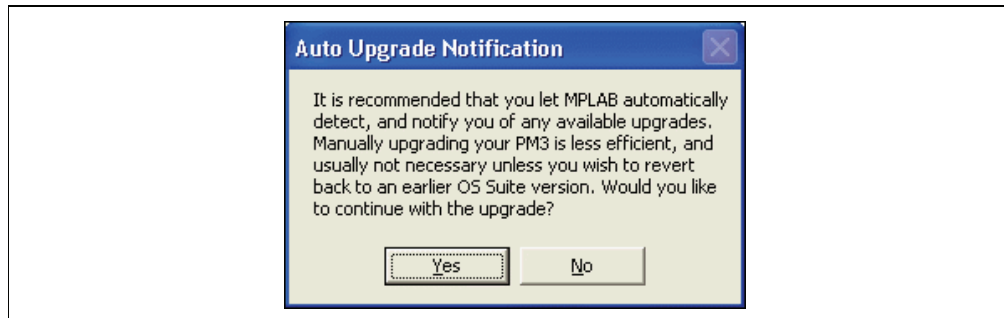 Auto Upgrade Notification
It is recommended that you let MPLAB automatically
detect, and notify you of any available upgrades.
Manually upgrading your PM3 is less efficient, and
usually not necessary unless you wish to revert
back to an earlier OS Suite version. Would you like
to continue with the upgrade?
Yes
No